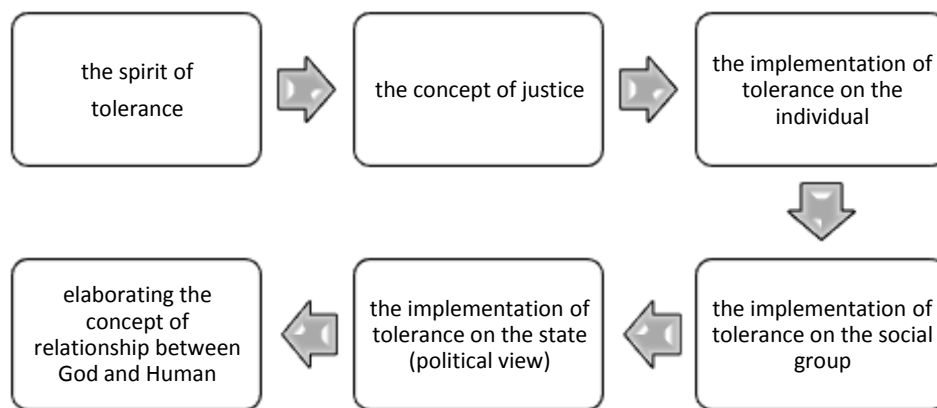 the spirit of
tolerance
the concept of justice
the implementation of
tolerance on the
individual
the implementation of
tolerance on the social
group
the implementation of
tolerance on the state
(political view)
elaborating the
concept of
relationship between
God and Human